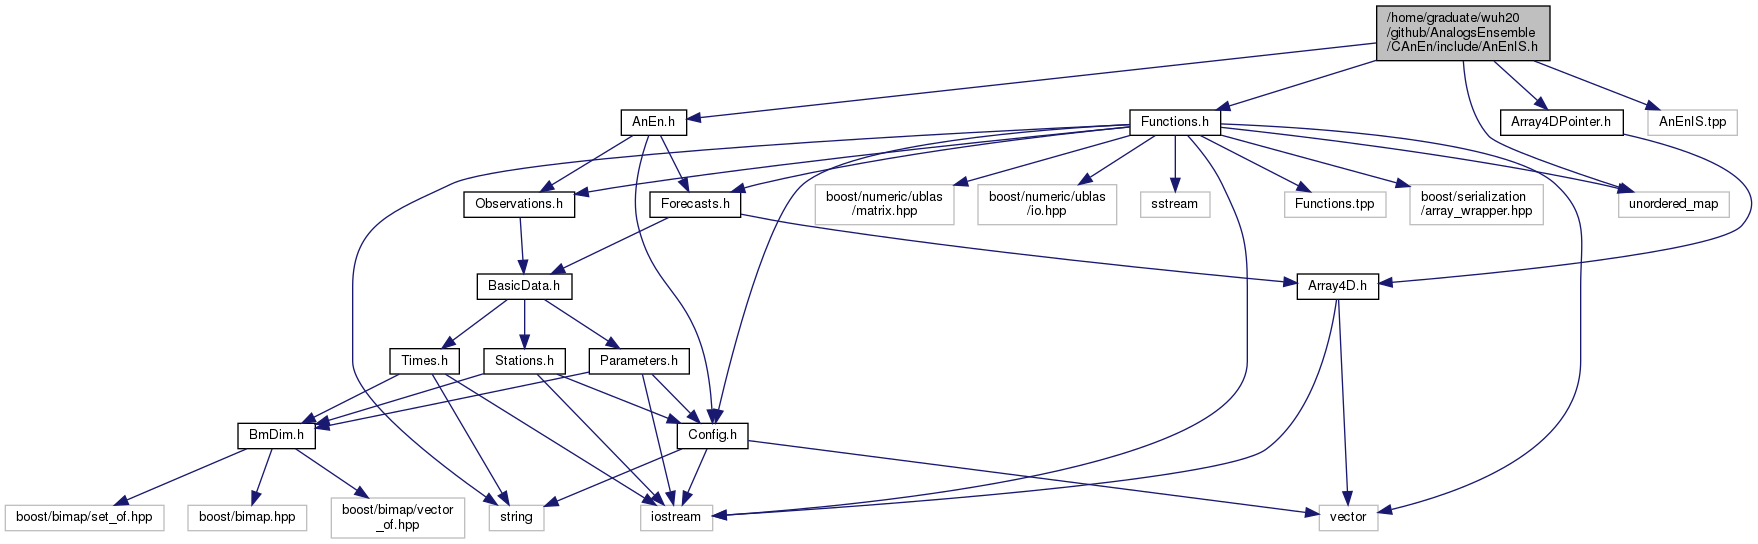 /home/graduate/wuh20
/github/AnalogsEnsemble
/CAnEn/include/AnEnIS.h
AnEn.h
Functions.h
Array4DPointer.h
AnEnIS.tpp
Observations.h
Forecasts.h
boost/numeric/ublas
/matrix.hpp
boost/numeric/ublas
/io.hpp
sstream
Functions.tpp
boost/serialization
/array_wrapper.hpp
unordered_map
BasicData.h
Array4D.h
Times.h
Stations.h
Parameters.h
BmDim.h
Config.h
boost/bimap/set_of.hpp
boost/bimap.hpp
boost/bimap/vector
_of.hpp
string
iostream
vector